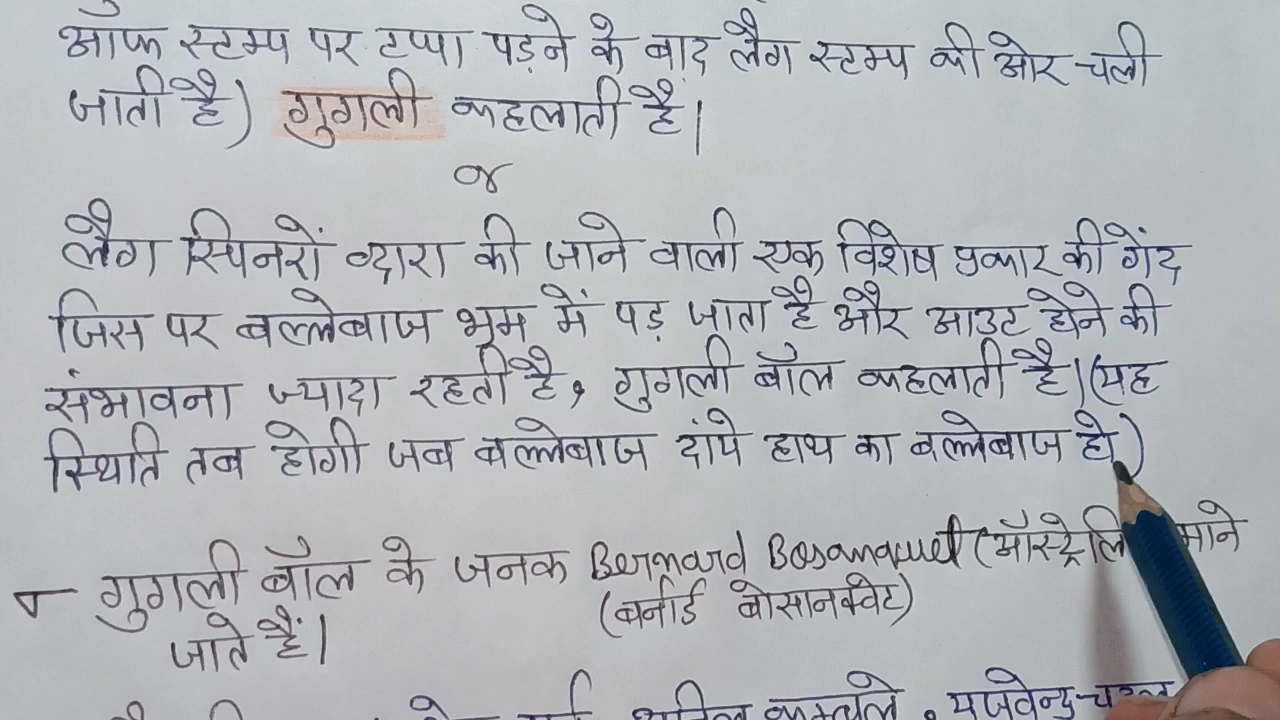 ऑफ स्टम्प पर टप्पा पड़ने के बाद लैग स्टम्प की ओर चली
जाती है) गुगली कहलाती है।
or
लैग स्पिनरों व्दारा की जाने वाली एक विशेष प्रकार की गेंद
जिस पर बल्लेबाज भ्रम में पड़ जाता है और आउट होने की
संभावना ज्यादा रहती है, गुगली बॉल कहलाती है। (यह
स्थिति तब होगी जब बल्लेबाज दांये हाथ का बल्लेबाज हो)
गुगली बॉल के जनक Bernard Bosanquet (ऑस्ट्रेलि माने
(बर्नार्ड बोसानक्वेट)
जाते हैं।